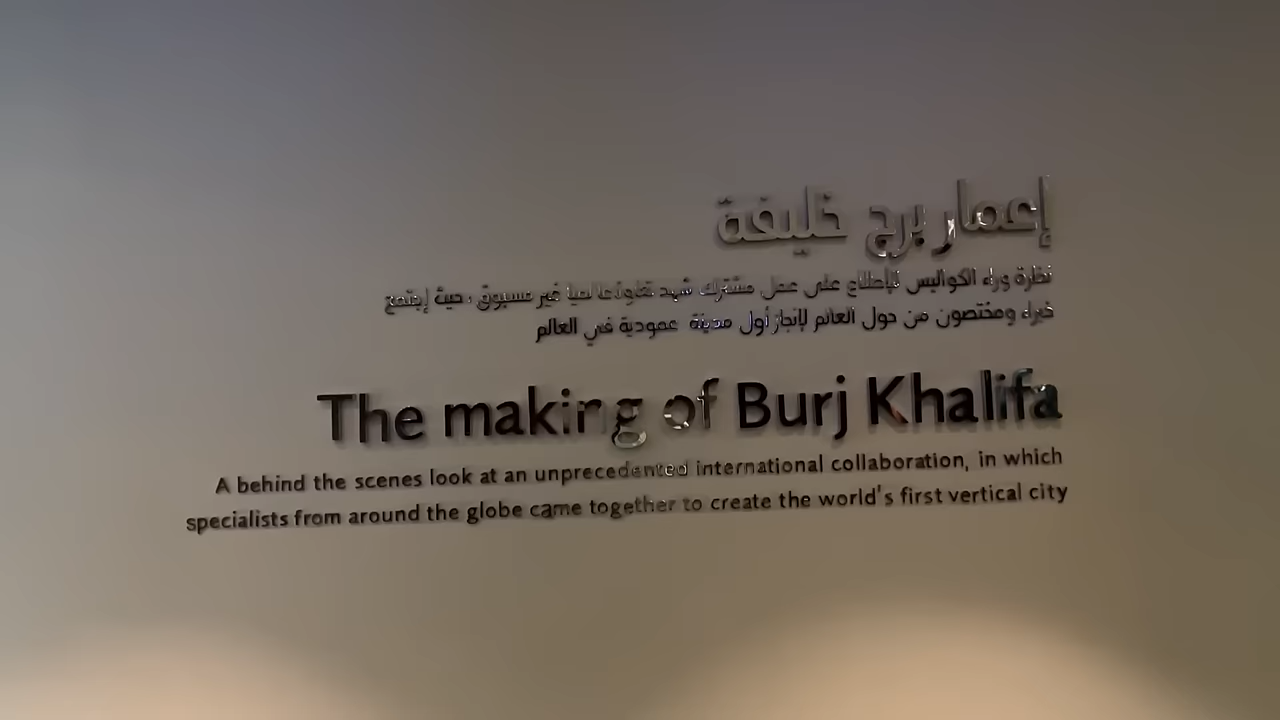 إعمار برج خليفة
نظرة وراء الكواليس للإطلاع على عمل مشترك شهد تعاونا عالميا غير مسبوق ، حيث إجتمع
خبراء ومختصون من حول العالم لإنجاز أول مدينة عمودية في العالم
The making of Burj Khalifa
A behind the scenes look at an unprecedented international collaboration, in which
specialists from around the globe came together to create the world's first vertical city